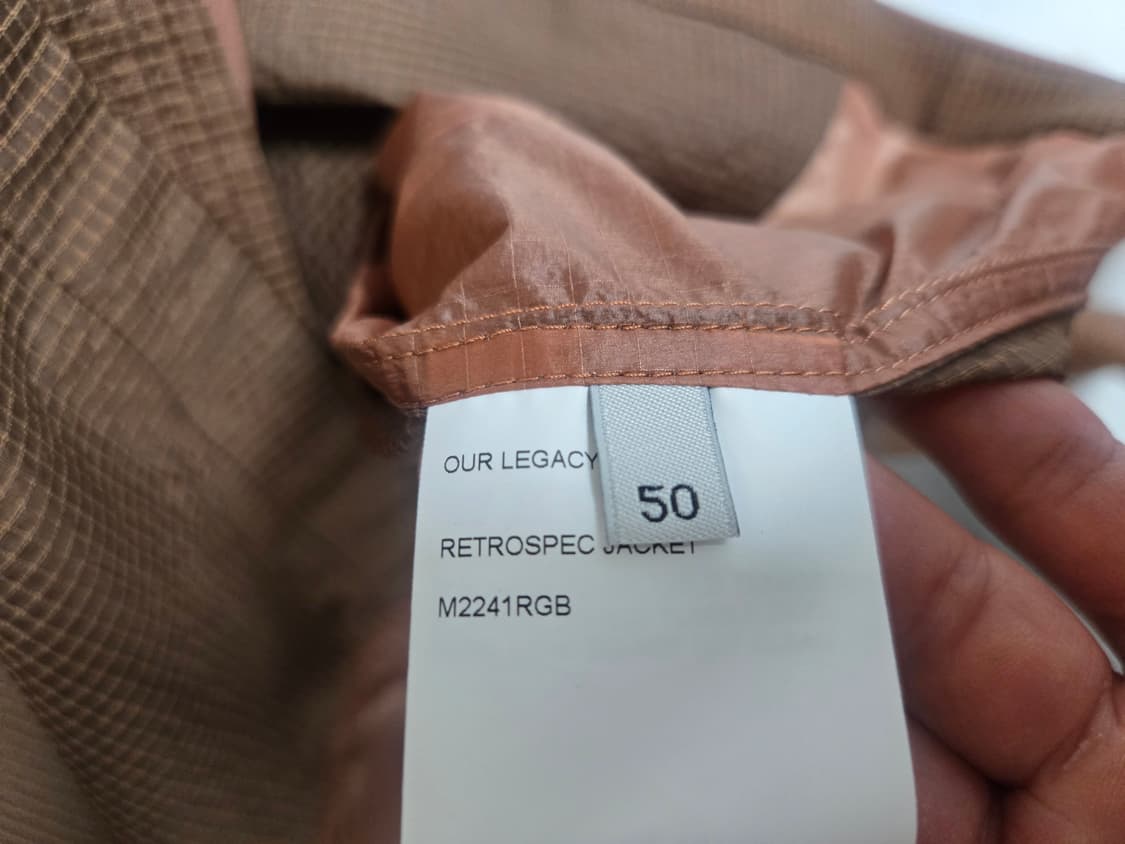 OUR LEGACY
50
RETROSPEC JACKET
M2241RGB